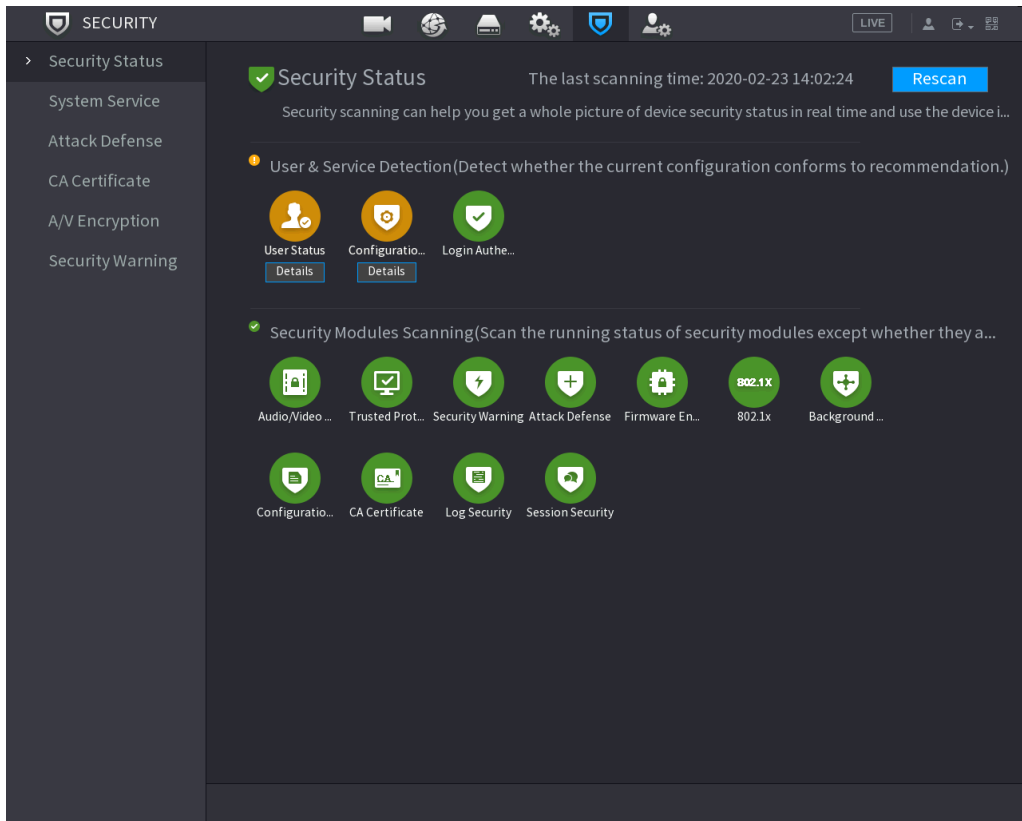 SECURITY
LIVE
Security Status
System Service
Attack Defense
CA Certificate
A/V Encryption
Security Warning
Security Status
The last scanning time: 2020-02-23 14:02:24
Rescan
Security scanning can help you get a whole picture of device security status in real time and use the device i...
User & Service Detection(Detect whether the current configuration conforms to recommendation.)
User Status
Configuratio...
Login Authe...
Details
Details
Security Modules Scanning(Scan the running status of security modules except whether they a...
802.1X
Audio/Video ...
Trusted Prot...
Security Warning
Attack Defense
Firmware En...
802.1x
Background ...
CA
Configuratio...
CA Certificate
Log Security
Session Security